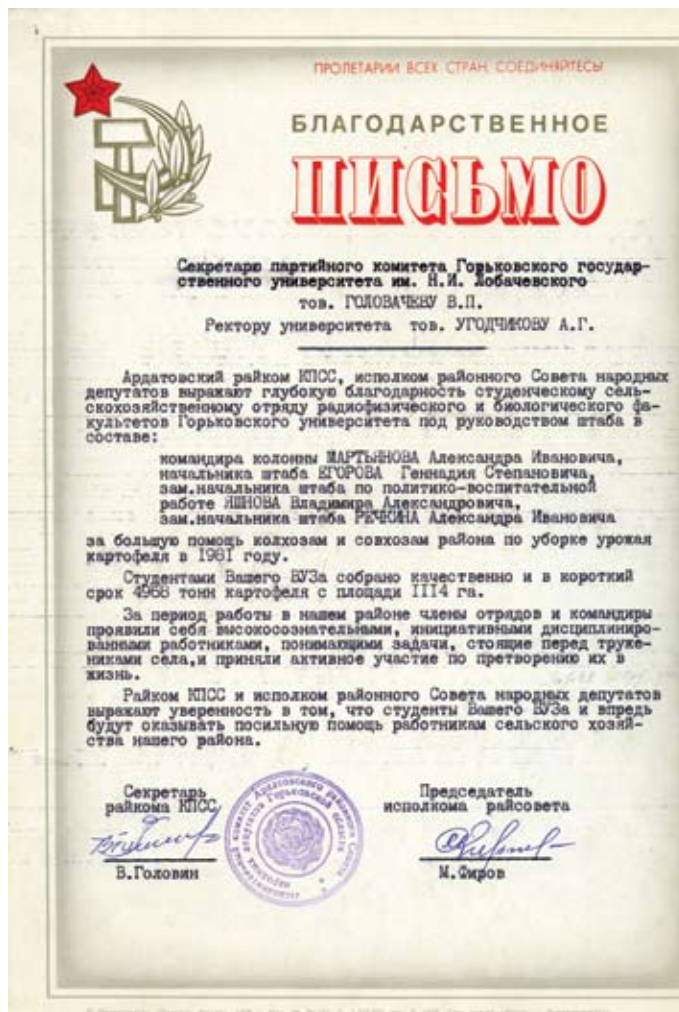 ПРОЛЕТАРИИ ВСЕХ СТРАН, СОЕДИНЯЙТЕСЬ!
БЛАГОДАРСТВЕННОЕ
ПИСЬМО
Секретарю партийного комитета Горьковского государ-
ственного университета им. Н.И. Лобачевского
тов. ГОЛОВАЧЕВУ В.П.
Ректору университета тов. УГОДЧИКОВУ А.Г.
Ардатовский райком КПСС, исполком районного Совета народных
депутатов выражают глубокую благодарность студенческому сель-
скохозяйственному отряду радиофизического и биологического фа-
культетов Горьковского университета под руководством штаба в
составе:
командира колонны МАРТЬЯНОВА Александра Ивановича,
начальника штаба ЕГОРОВА Геннадия Степановича,
зам.начальника штаба по политико-воспитательной
работе ЯШНОВА Владимира Александровича,
зам.начальника штаба РЕЧКИНА Александра Ивановича
за большую помощь колхозам и совхозам района по уборке урожая
картофеля в 1981 году.
Студентами Вашего ВУЗа собрано качественно и в короткий
срок 4968 тонн картофеля с площади III4 га.
За период работы в нашем районе члены отрядов и командиры
проявили себя высокосознательными, инициативными дисциплиниро-
ванными работниками, понимающими задачи, стоящие перед труже-
никами села,и приняли активное участие по претворению их в
жизнь.
Райком КПСС и исполком районного Совета народных депутатов
выражают уверенность в том, что студенты Вашего ВУЗа и впредь
будут оказывать посильную помощь работникам сельского хозяй-
ства нашего района.
Секретарь
райкома КПСС
В.Головин
Председатель
исполкома райсовета
М.Фиров